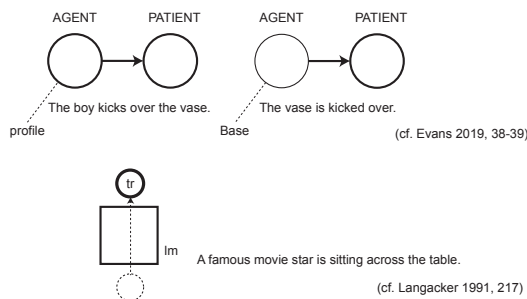 AGENT PATIENT AGENT PATIENT
The boy kicks over the vase. The vase is kicked over.
profile Base
(cf. Evans 2019, 38-39)
tr
lm
A famous movie star is sitting across the table.
(cf. Langacker 1991, 217)